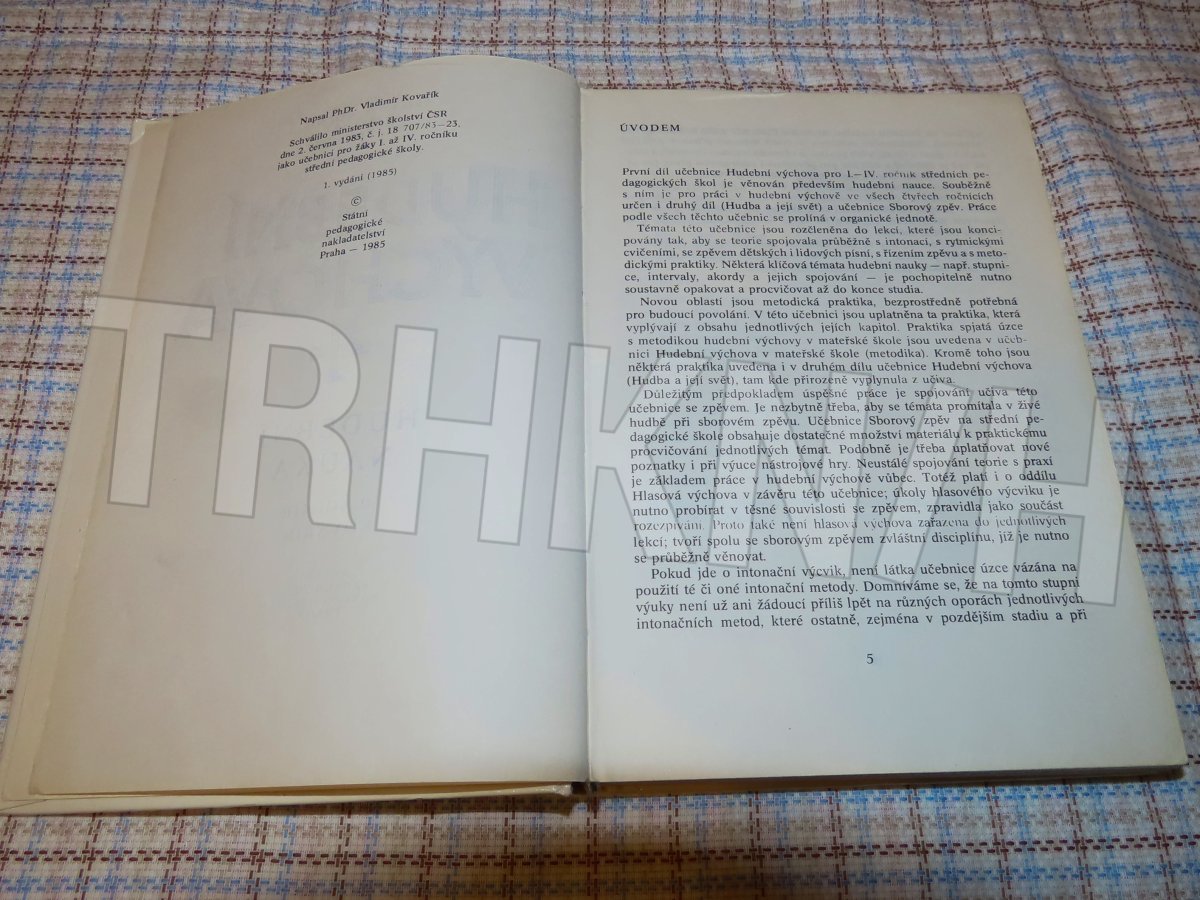 Napsal PhDr. Vladimír Kovařík
Schválilo ministerstvo školství ČSR
dne 2. června 1983, č. j. 18 707/83—23,
jako učebnici pro žáky I. až IV. ročníku
střední pedagogické školy.
1. vydání (1985)
©
Státní
pedagogické
nakladatelství
Praha — 1985
ÚVODEM
První díl učebnice Hudební výchova pro I.—IV. ročník středních pe-
dagogických škol je věnován především hudební nauce. Souběžně
s ním je pro práci v hudební výchově ve všech čtyřech ročnících
určen i druhý díl (Hudba a její svět) a učebnice Sborový zpěv. Práce
podle všech těchto učebnic se prolíná v organické jednotě.
Témata této učebnice jsou rozčleněna do lekcí, které jsou konci-
povány tak, aby se teorie spojovala průběžně s intonací, s rytmickými
cvičeními, se zpěvem dětských i lidových písní, s řízením zpěvu a s meto-
dickými praktiky. Některá klíčová témata hudební nauky — např. stupni-
ce, intervaly, akordy a jejich spojování — je pochopitelně nutno
soustavně opakovat a procvičovat až do konce studia.
Novou oblastí jsou metodická praktika, bezprostředně potřebná
pro budoucí povolání. V této učebnici jsou uplatněna ta praktika, která
vyplývají z obsahu jednotlivých jejích kapitol. Praktika spjatá úzce
s metodikou hudební výchovy v mateřské škole jsou uvedena v učeb-
nici Hudební výchova v mateřské škole (metodika). Kromě toho jsou
některá praktika uvedena i v druhém dílu učebnice Hudební výchova
(Hudba a její svět), tam kde přirozeně vyplynula z učiva.
Důležitým předpokladem úspěšné práce je spojování učiva této
učebnice se zpěvem. Je nezbytně třeba, aby se témata promítala v živé
hudbě při sborovém zpěvu. Učebnice Sborový zpěv na střední pe-
dagogické škole obsahuje dostatečné množství materiálu k praktickému
procvičování jednotlivých témat. Podobně je třeba uplatňovat nové
poznatky i při výuce nástrojové hry. Neustálé spojování teorie s praxí
je základem práce v hudební výchově vůbec. Totéž platí i o oddílu
Hlasová výchova v závěru této učebnice; úkoly hlasového výcviku je
nutno probírat v těsné souvislosti se zpěvem, zpravidla jako součást
rozezpívání. Proto také není hlasová výchova zařazena do jednotlivých
lekcí; tvoří spolu se sborovým zpěvem zvláštní disciplínu, jíž je nutno
se průběžně věnovat.
Pokud jde o intonační výcvik, není látka učebnice úzce vázána na
použití té či oné intonační metody. Domníváme se, že na tomto stupni
výuky není už ani žádoucí příliš lpět na různých oporách jednotlivých
intonačních metod, které ostatně, zejména v pozdějším stadiu a při
5
TRHKNIH